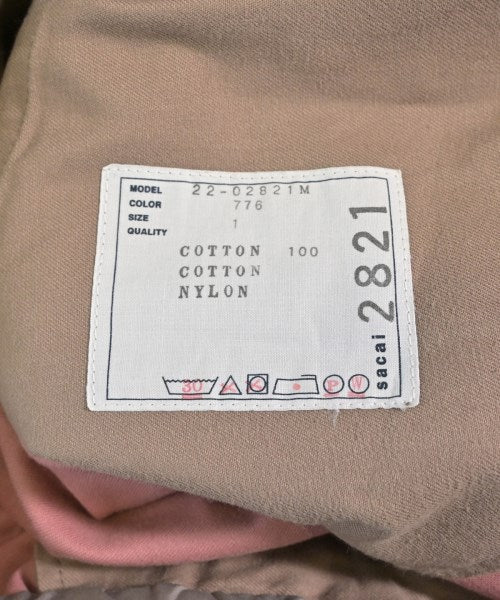 MODEL 22-02821M
COLOR 776
SIZE 1
QUALITY
COTTON 100
COTTON
NYLON
30 P W
sacai 2821